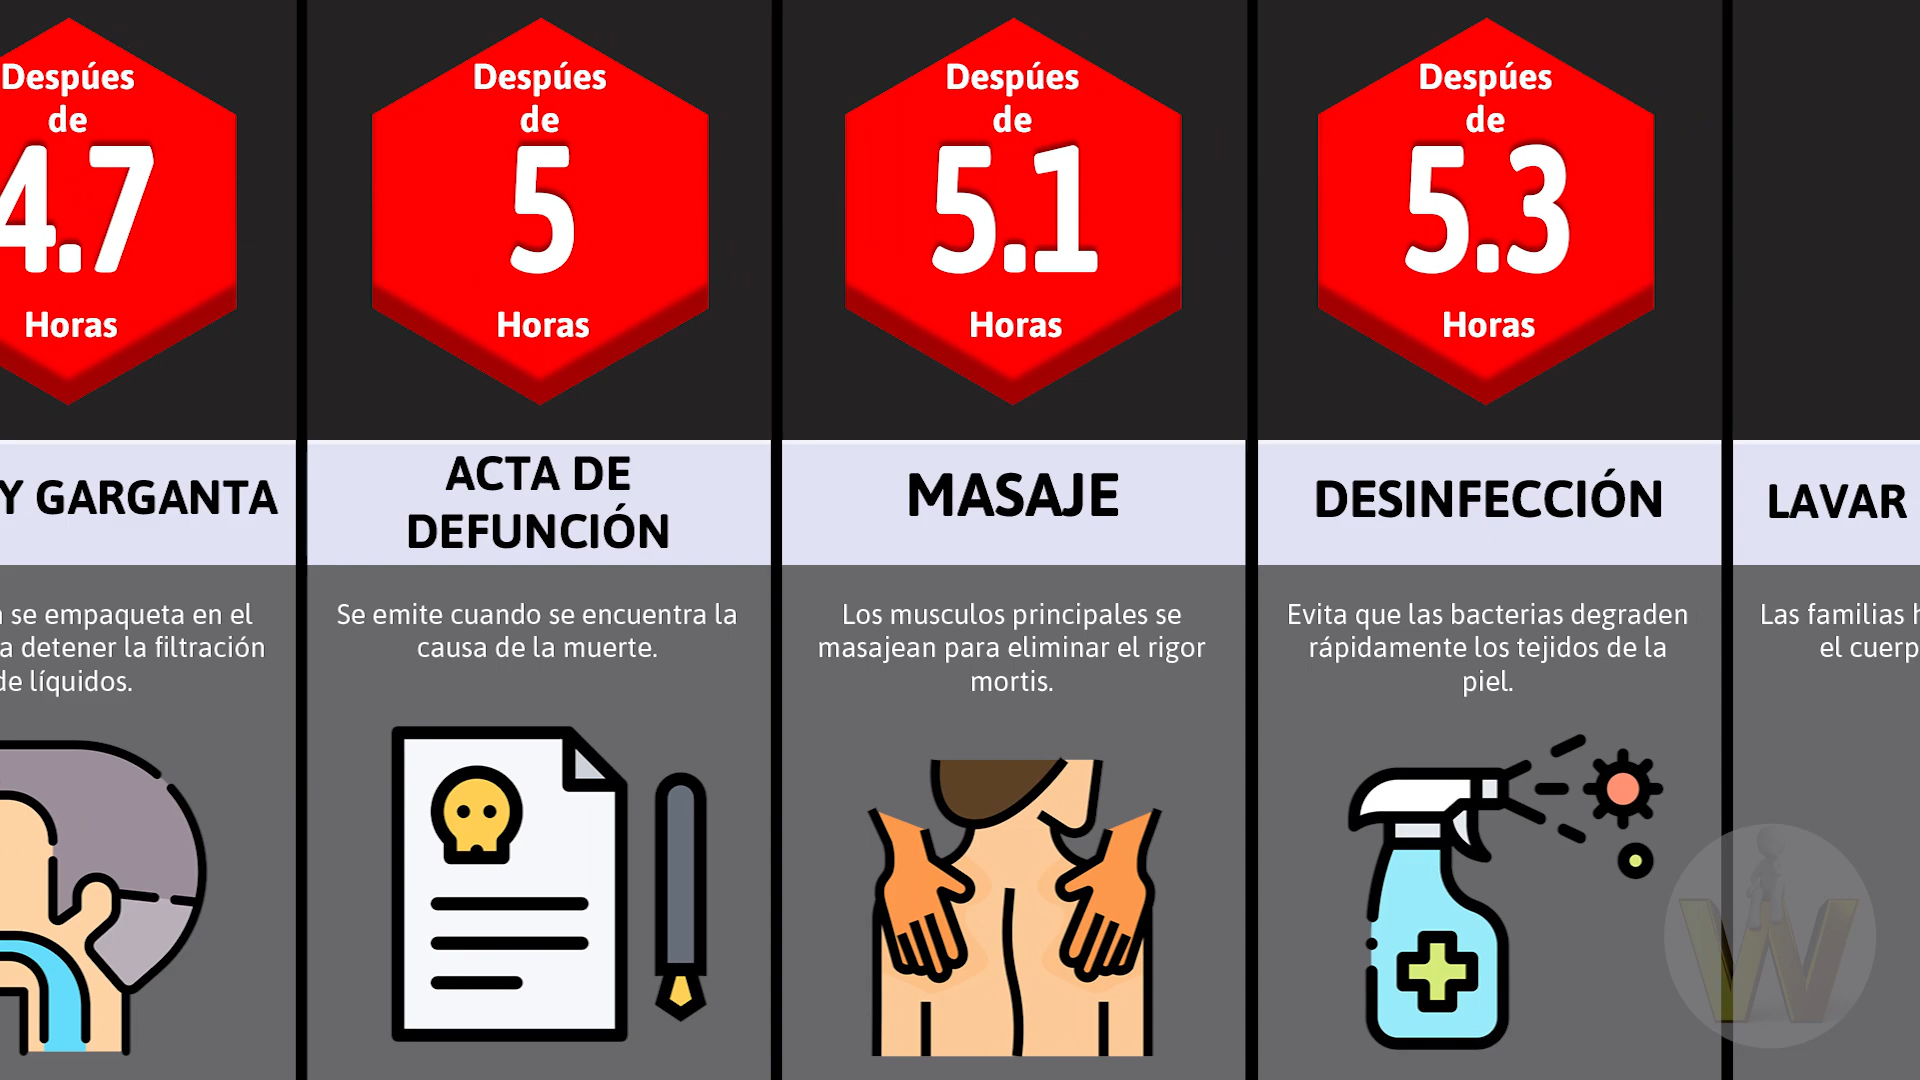 Despúes
de
4.7
Horas
Y GARGANTA
se empaqueta en el
a detener la filtración
de líquidos.
Despúes
de
5
Horas
ACTA DE
DEFUNCIÓN
Se emite cuando se encuentra la
causa de la muerte.
Despúes
de
5.1
Horas
MASAJE
Los musculos principales se
masajean para eliminar el rigor
mortis.
Despúes
de
5.3
Horas
DESINFECCIÓN
Evita que las bacterias degraden
rápidamente los tejidos de la
piel.
LAVAR
Las familias h
el cuerp
W